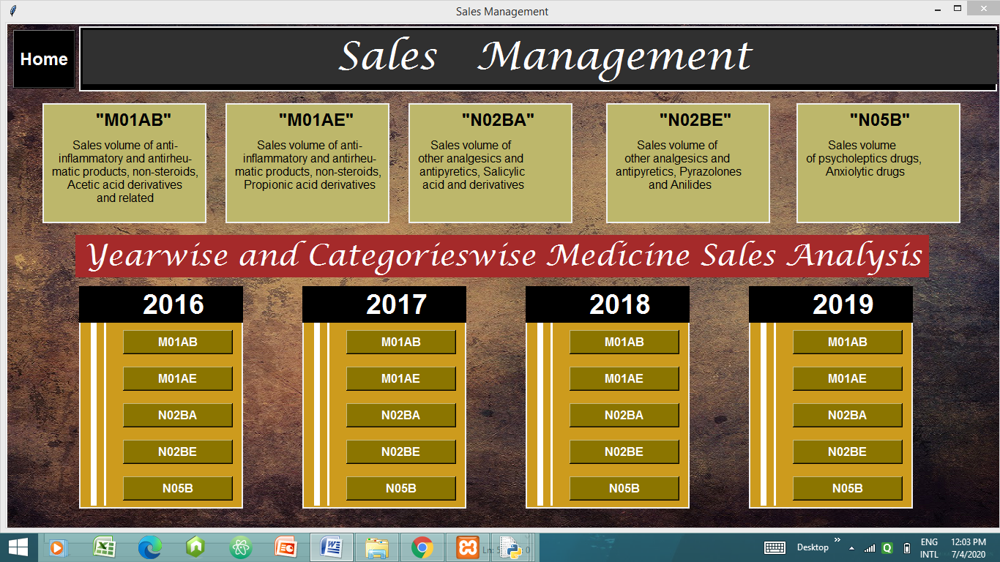 Sales Management
Home
Sales Management
"M01AB"
Sales volume of anti-
inflammatory and antirheu-
matic products, non-steroids,
Acetic acid derivatives
and related
"M01AE"
Sales volume of anti-
inflammatory and antirheu-
matic products, non-steroids,
Propionic acid derivatives
"N02BA"
Sales volume of
other analgesics and
antipyretics, Salicylic
acid and derivatives
"N02BE"
Sales volume of
other analgesics and
antipyretics, Pyrazolones
and Anilides
"N05B"
Sales volume
of psycholeptics drugs,
Anxiolytic drugs
Yearwise and Categorieswise Medicine Sales Analysis
2016
M01AB
M01AE
N02BA
N02BE
N05B
2017
M01AB
M01AE
N02BA
N02BE
N05B
2018
M01AB
M01AE
N02BA
N02BE
N05B
2019
M01AB
M01AE
N02BA
N02BE
N05B
Desktop
ENG
INTL
12:03 PM
7/4/2020